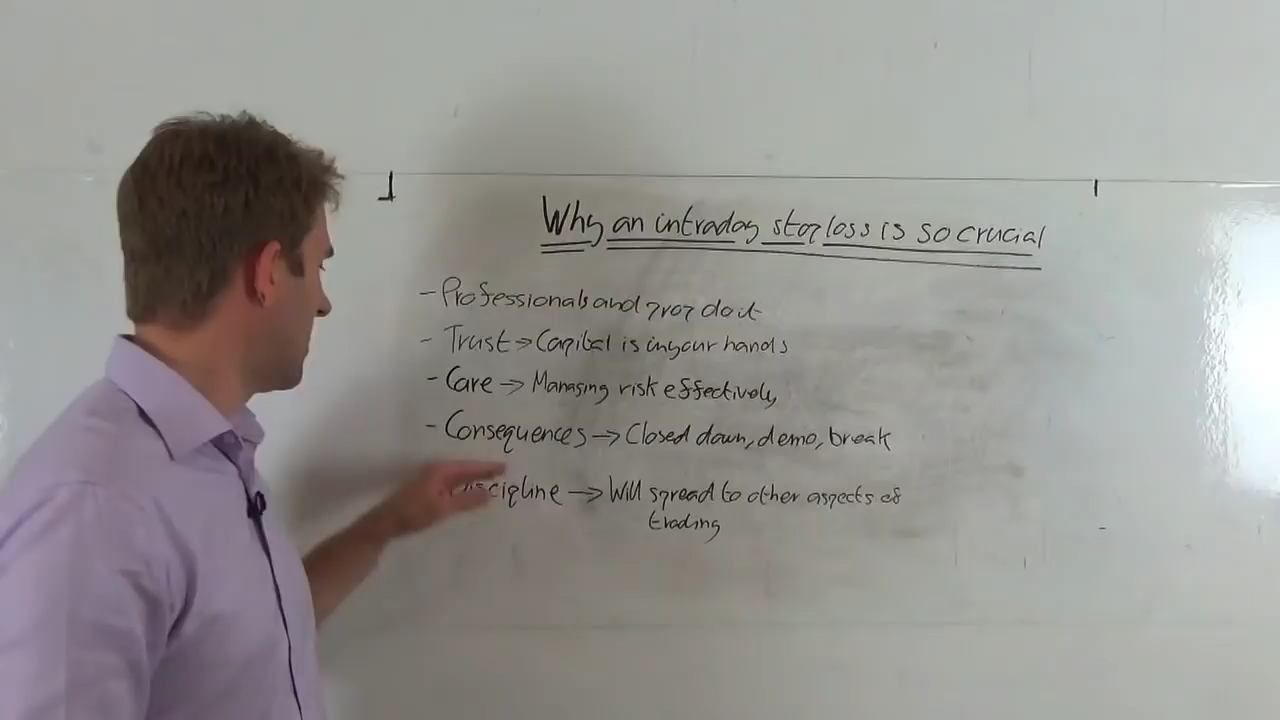 Why an intraday stop loss is so crucial
- Professionals and prop do it
- Trust → Capital is in your hands
- Care → Managing risk effectively
- Consequences → Closed down, demo, break
Discipline → Will spread to other aspects of
trading